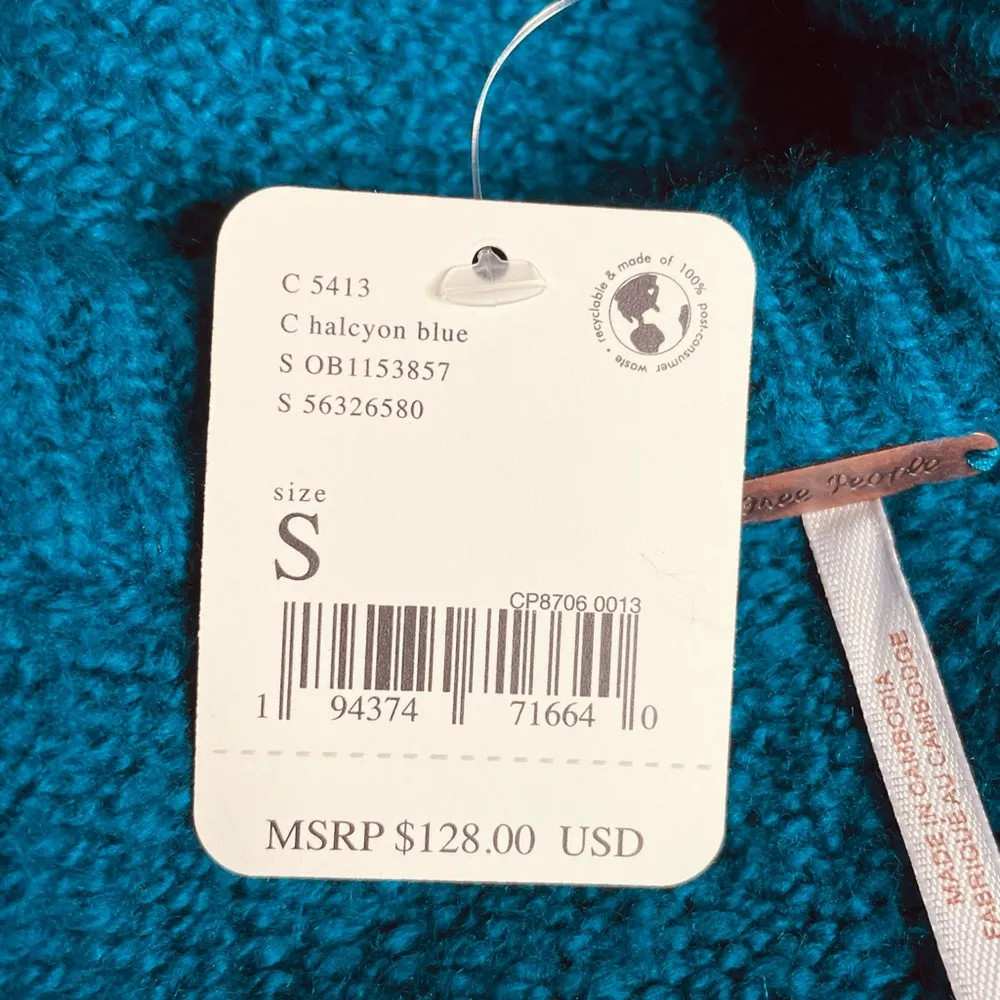 C 5413
C halcyon blue
S OB1153857
S 56326580
recyclable & made of 100% post-consumer waste •
size
S
CP8706 0013
1 94374 71664 0
MSRP $128.00 USD
Free People
MADE IN CAMBODIA
FABRIQUÉ AU CAMBODGE